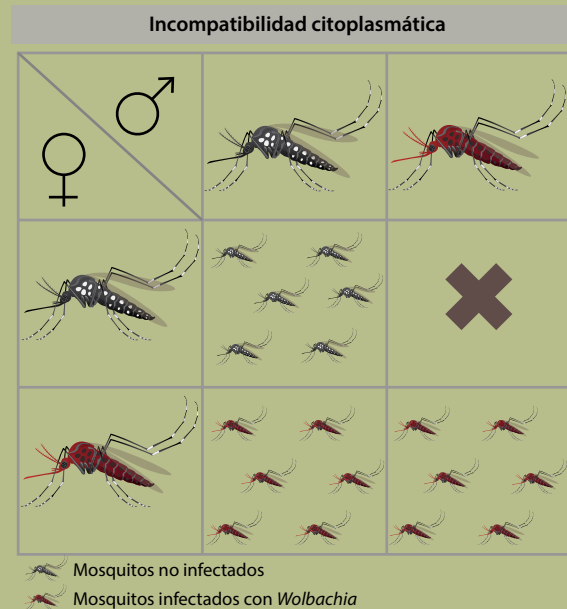 Incompatibilidad citoplasmática
Mosquitos no infectados
Mosquitos infectados con Wolbachia